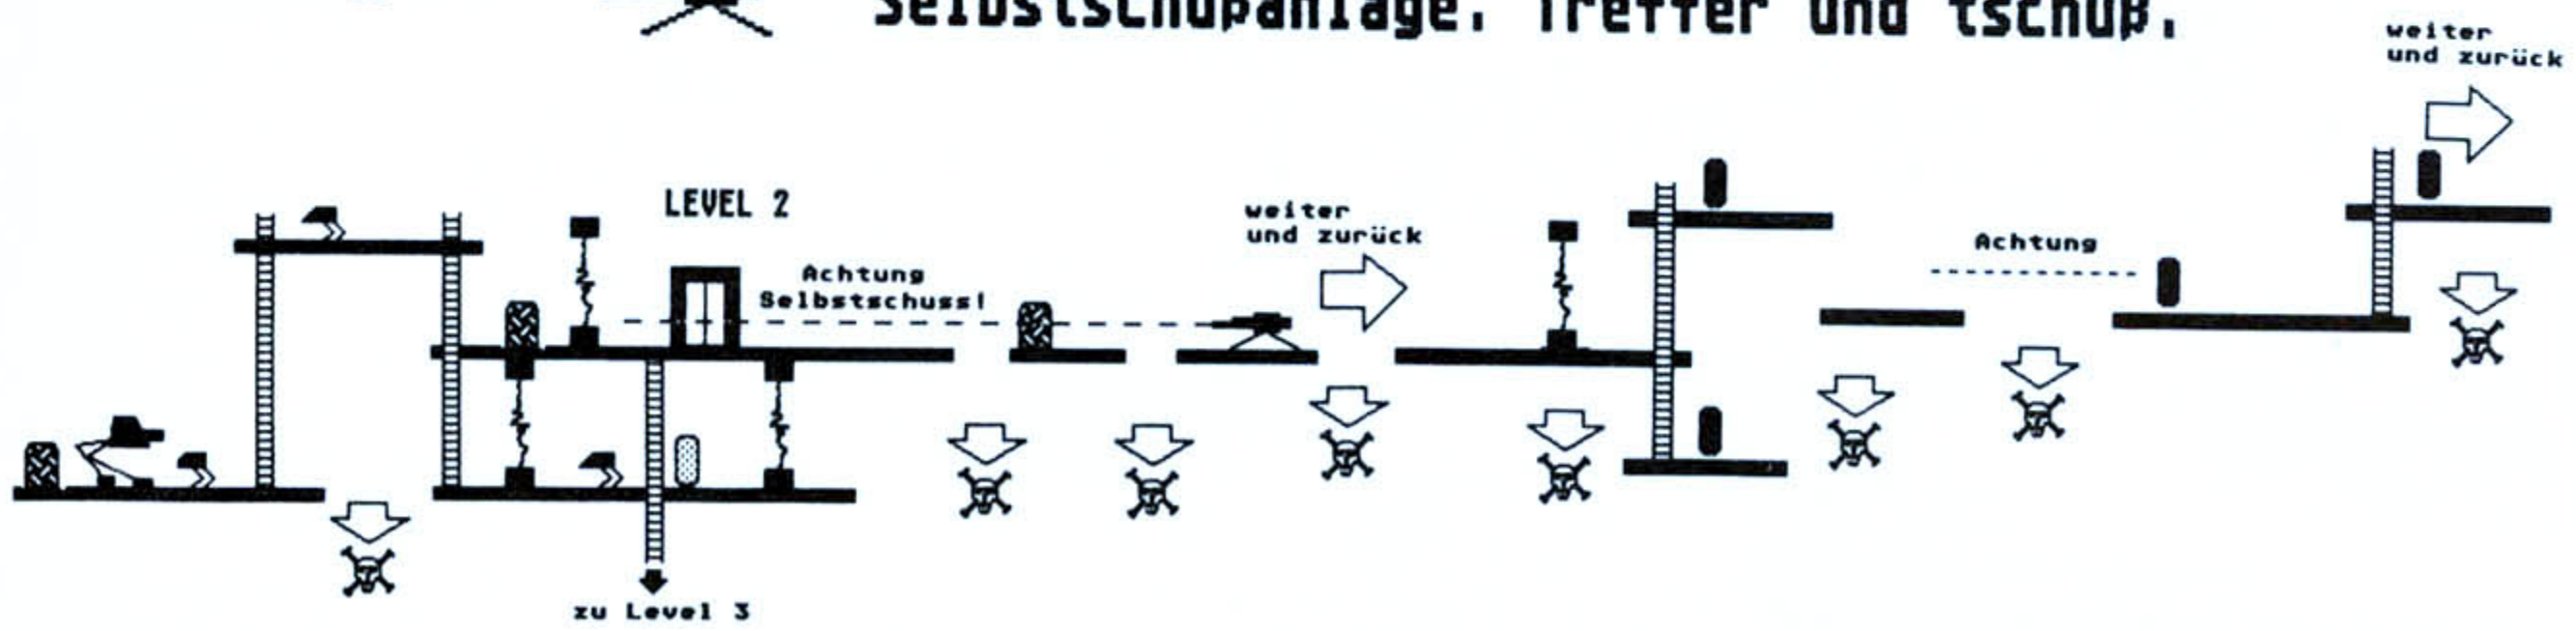 Selbstschußanlage. Treffer und tschüß.
weiter
und zurück
LEVEL 2
weiter
und zurück
Achtung
Achtung
Selbstschuss!
zu Level 3